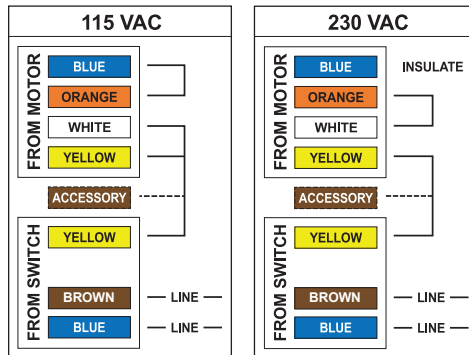 115 VAC
FROM MOTOR
BLUE
ORANGE
WHITE
YELLOW
ACCESSORY
FROM SWITCH
YELLOW
BROWN
LINE
BLUE
LINE
230 VAC
FROM MOTOR
BLUE
INSULATE
ORANGE
WHITE
YELLOW
ACCESSORY
FROM SWITCH
YELLOW
BROWN
LINE
BLUE
LINE